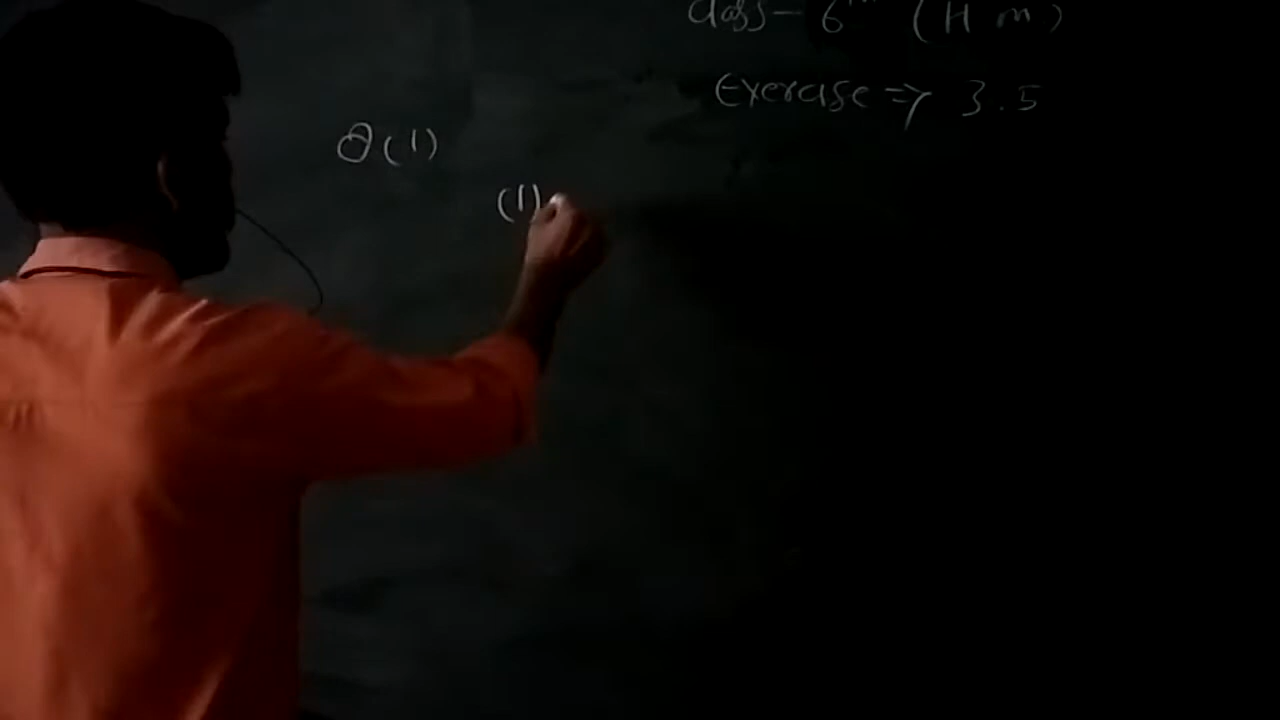 Class - 6th (H m)
Exercise => 3.5
Q(1)
(1)